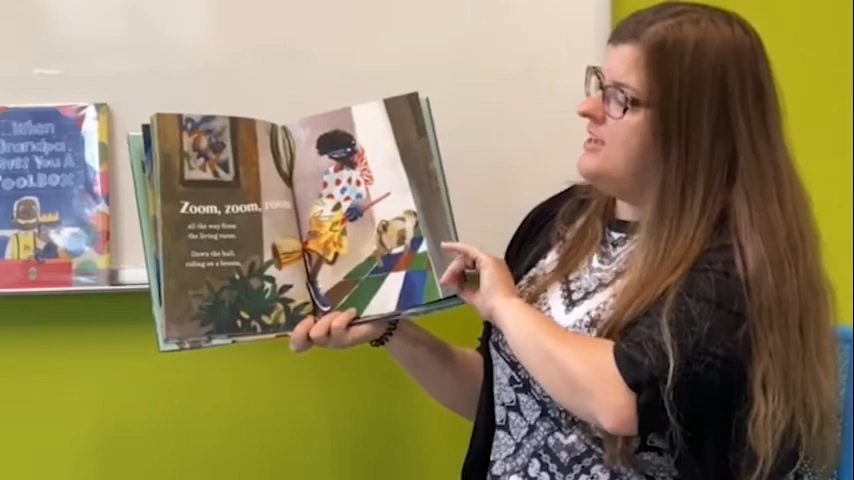 When
Grandpa
Gives You A
TOOLBOX
Zoom, zoom, zoom
all the way from
the living room.
Down the hall,
riding on a broom.